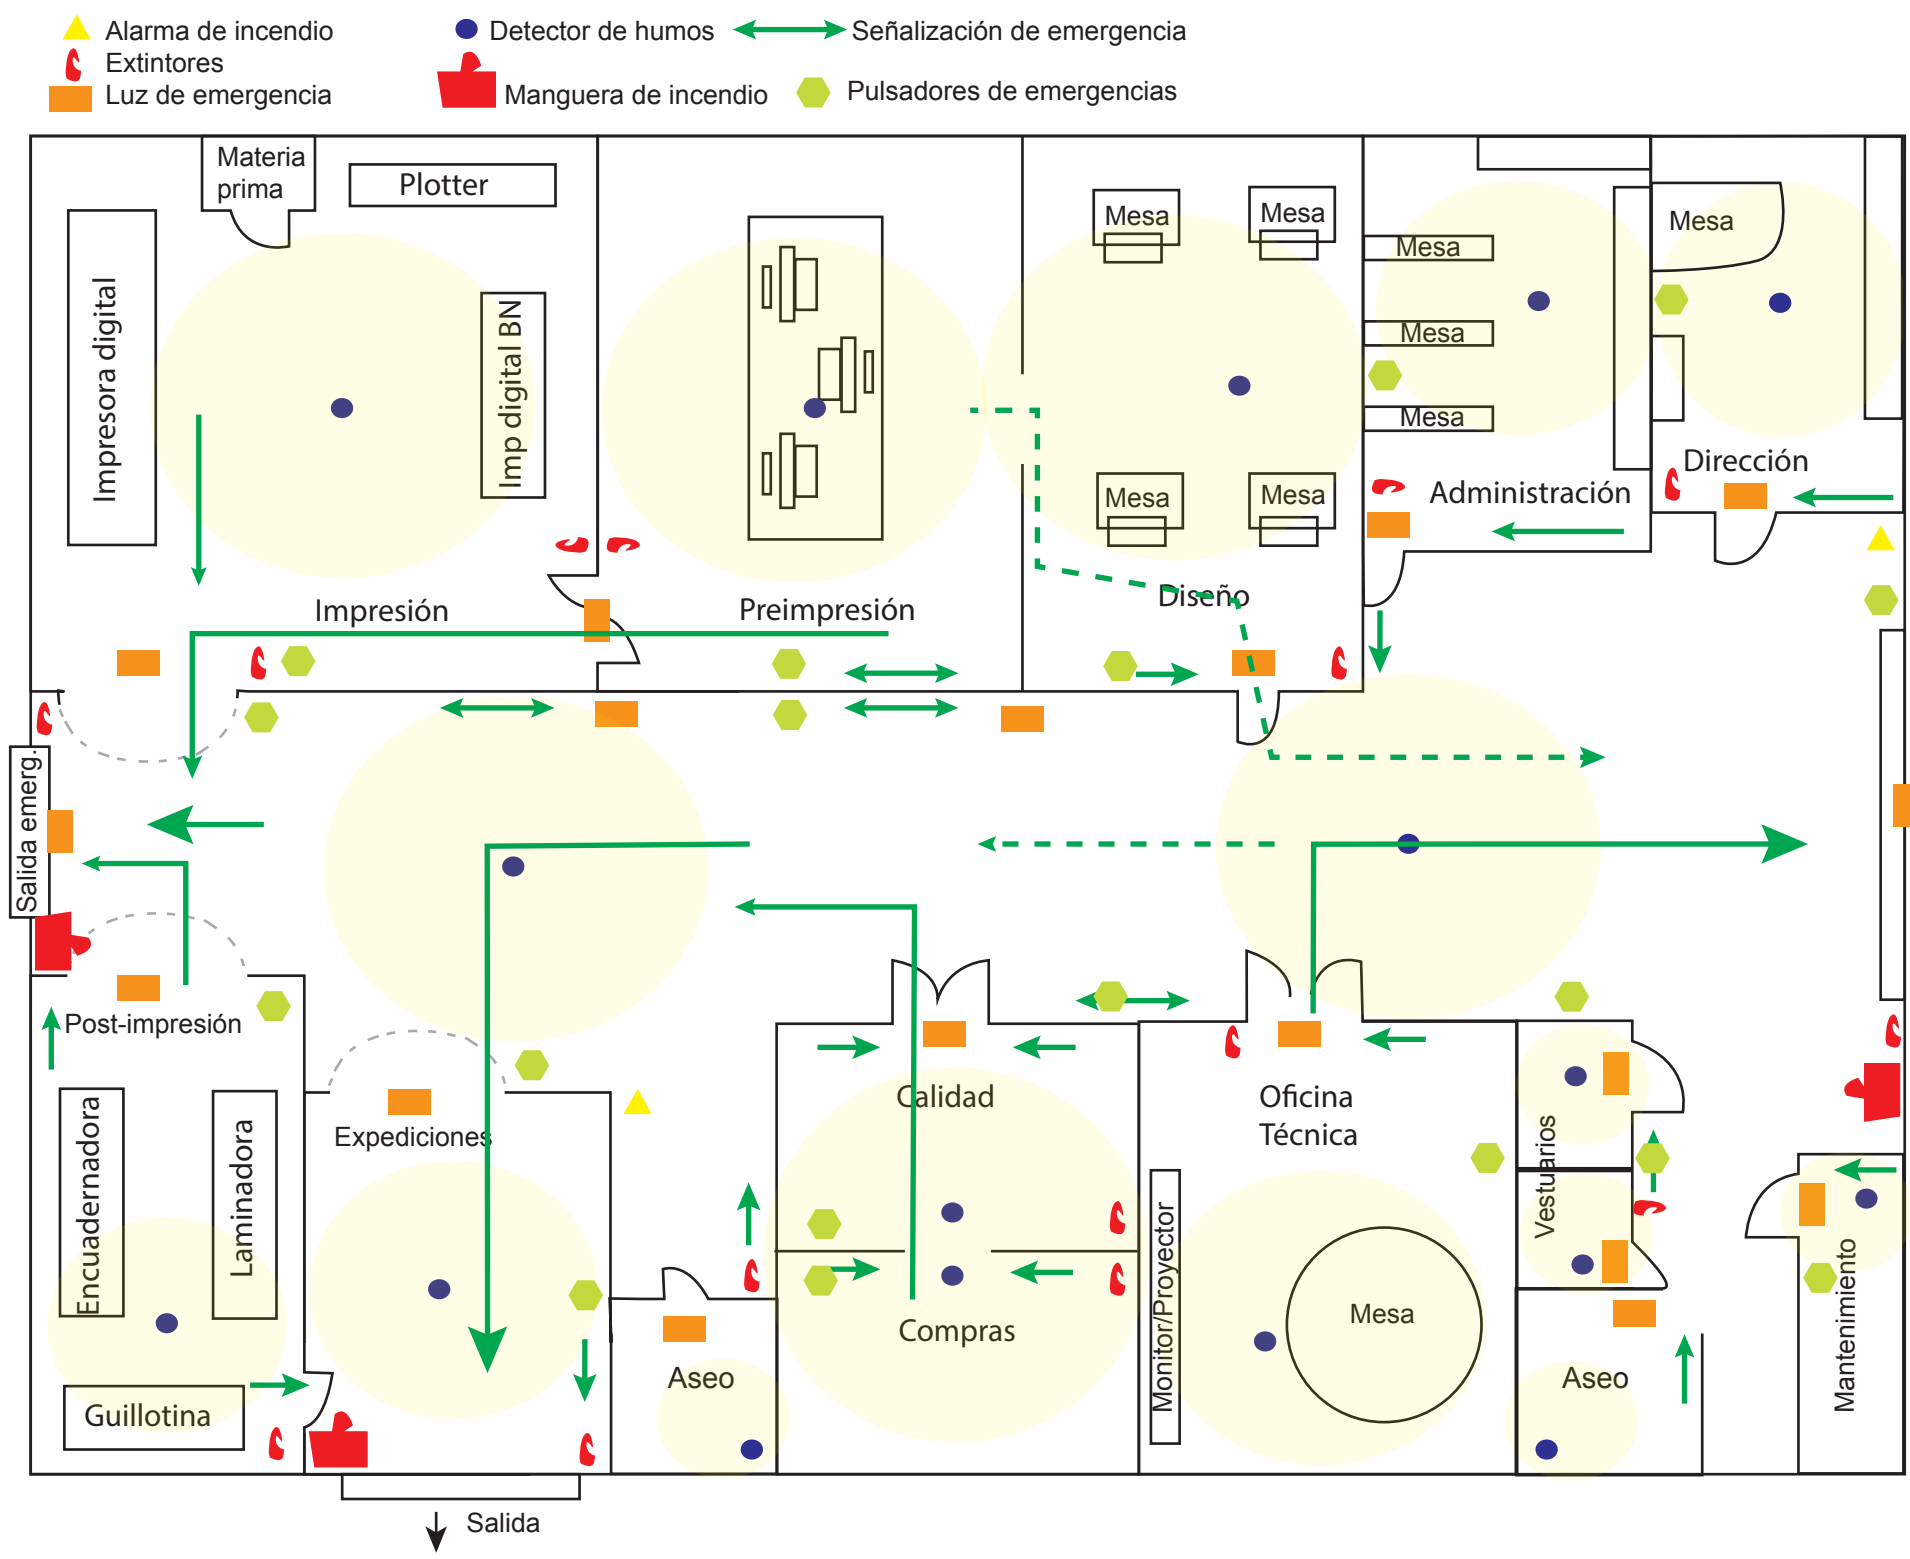 Alarma de incendio
Detector de humos
Señalización de emergencia
Extintores
Luz de emergencia
Manguera de incendio
Pulsadores de emergencias
Materia
prima
Plotter
Impresora digital
Imp digital BN
Impresión
Preimpresión
Mesa
Mesa
Mesa
Mesa
Diseño
Mesa
Mesa
Mesa
Administración
Mesa
Dirección
Salida emerg.
Post-impresión
Encuadernadora
Laminadora
Guillotina
Expediciones
Salida
Aseo
Calidad
Compras
Oficina
Técnica
Monitor/Proyector
Mesa
Vestuarios
Aseo
Mantenimiento